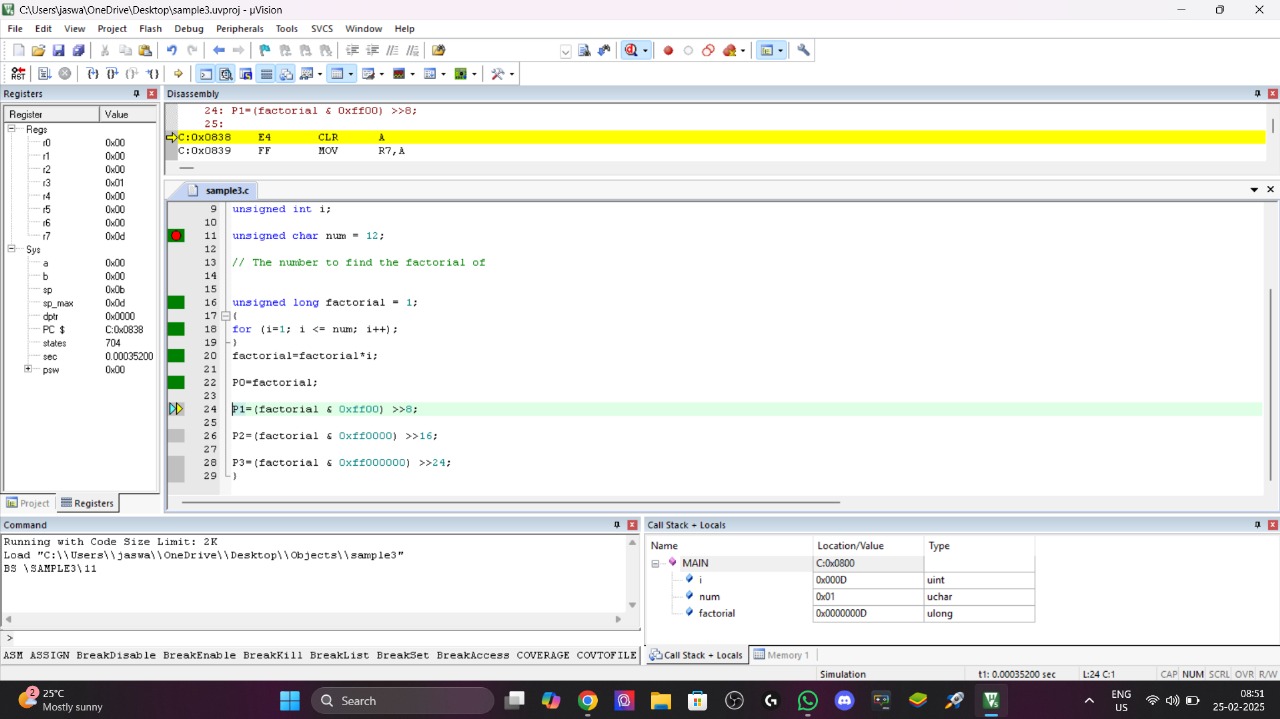 C:\Users\jaswa\OneDrive\Desktop\sample3.uvproj - µVision
File Edit View Project Flash Debug Peripherals Tools SVCS Window Help
Registers
Register Value
Regs
r0 0x00
r1 0x00
r2 0x00
r3 0x01
r4 0x00
r5 0x00
r6 0x00
r7 0x0d
Sys
a 0x00
b 0x00
sp 0x0b
sp_max 0x0d
dptr 0x0000
PC $ C:0x0838
states 704
sec 0.00035200
psw 0x00
Project Registers
Disassembly
24: P1=(factorial & 0xff00) >>8;
25:
C:0x0838 E4 CLR A
C:0x0839 FF MOV R7,A
sample3.c
9 unsigned int i;
10
11 unsigned char num = 12;
12
13 // The number to find the factorial of
14
15
16 unsigned long factorial = 1;
17 {
18 for (i=1; i <= num; i++);
19 }
20 factorial=factorial*i;
21
22 P0=factorial;
23
24 P1=(factorial & 0xff00) >>8;
25
26 P2=(factorial & 0xff0000) >>16;
27
28 P3=(factorial & 0xff000000) >>24;
29 }
Command
Running with Code Size Limit: 2K
Load "C:\\Users\\jaswa\\OneDrive\\Desktop\\Objects\\sample3"
BS \SAMPLE3\11
>
ASM ASSIGN BreakDisable BreakEnable BreakKill BreakList BreakSet BreakAccess COVERAGE COVTOFILE
Call Stack + Locals
Name Location/Value Type
MAIN C:0x0800
i 0x000D uint
num 0x01 uchar
factorial 0x0000000D ulong
Call Stack + Locals Memory 1
Simulation t1: 0.00035200 sec L:24 C:1 CAP NUM SCRL OVR R/W
2
25°C
Mostly sunny
Search
ENG
US
08:51
25-02-2025